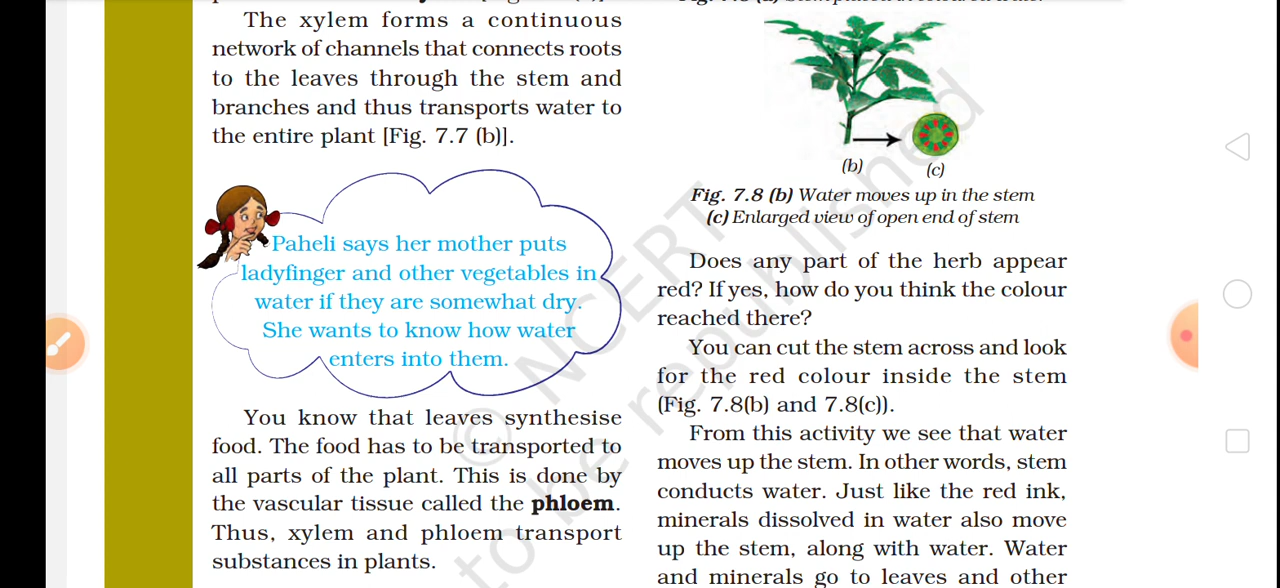 The xylem forms a continuous
network of channels that connects roots
to the leaves through the stem and
branches and thus transports water to
the entire plant [Fig. 7.7 (b)].
Paheli says her mother puts
ladyfinger and other vegetables in
water if they are somewhat dry.
She wants to know how water
enters into them.
You know that leaves synthesise
food. The food has to be transported to
all parts of the plant. This is done by
the vascular tissue called the phloem.
Thus, xylem and phloem transport
substances in plants.
(b)
(c)
Fig. 7.8 (b) Water moves up in the stem
(c) Enlarged view of open end of stem
Does any part of the herb appear
red? If yes, how do you think the colour
reached there?
You can cut the stem across and look
for the red colour inside the stem
(Fig. 7.8(b) and 7.8(c)).
From this activity we see that water
moves up the stem. In other words, stem
conducts water. Just like the red ink,
minerals dissolved in water also move
up the stem, along with water. Water
and minerals go to leaves and other
© NCERT
to be republished